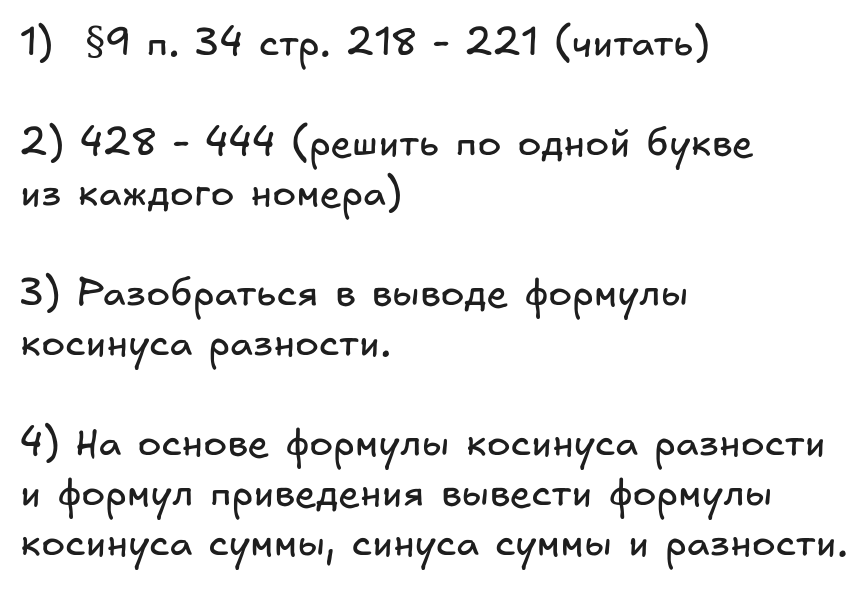 1) §9 п. 34 стр. 218 - 221 (читать)
2) 428 - 444 (решить по одной букве
из каждого номера)
3) Разобраться в выводе формулы
косинуса разности.
4) На основе формулы косинуса разности
и формул приведения вывести формулы
косинуса суммы, синуса суммы и разности.